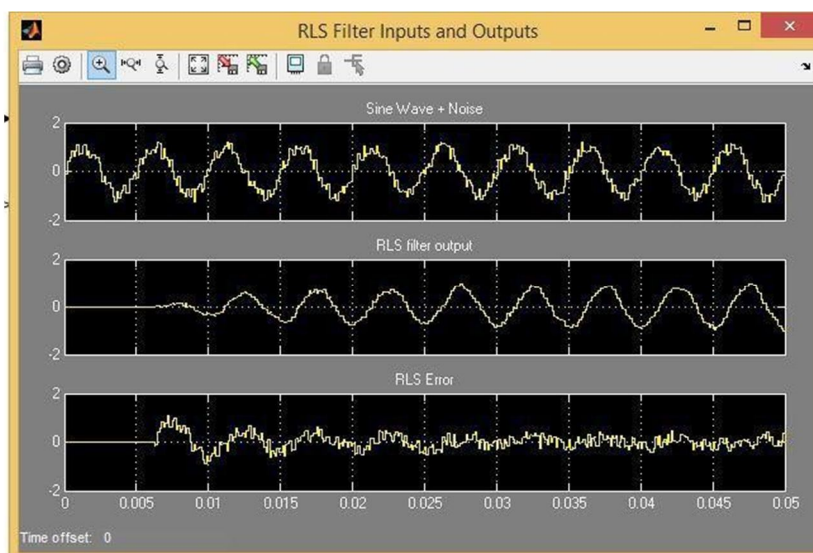 RLS Filter Inputs and Outputs
Sine Wave + Noise
2
0
-2
RLS filter output
2
0
-2
RLS Error
2
0
-2
0 0.005 0.01 0.015 0.02 0.025 0.03 0.035 0.04 0.045 0.05
Time offset: 0